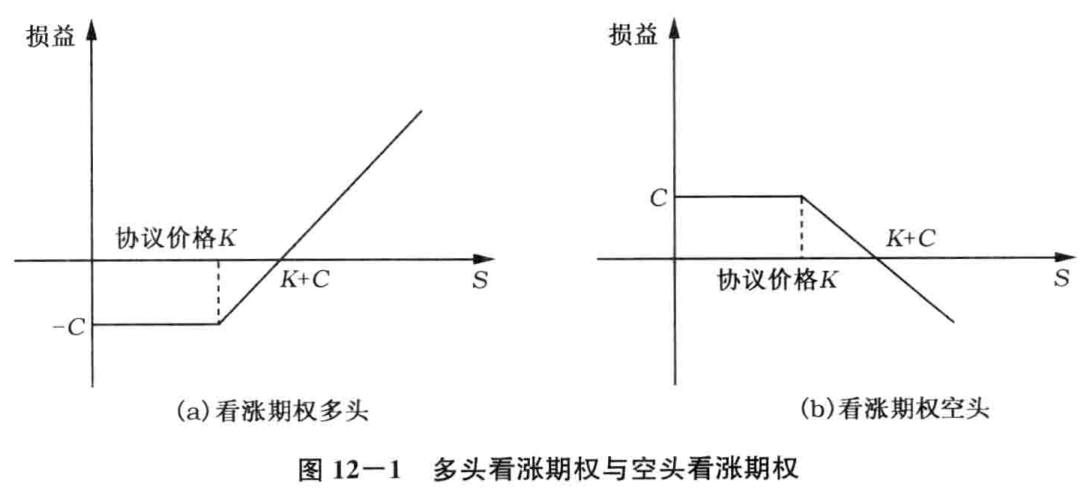 损益
协议价格K
K+C
S
-C
(a)看涨期权多头
损益
C
K+C
协议价格K
S
(b)看涨期权空头
图 12-1 多头看涨期权与空头看涨期权